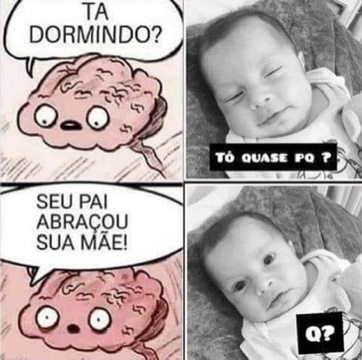 TA
DORMINDO?
TÔ QUASE PQ ?
SEU PAI
ABRAÇOU
SUA MÃE!
Q?